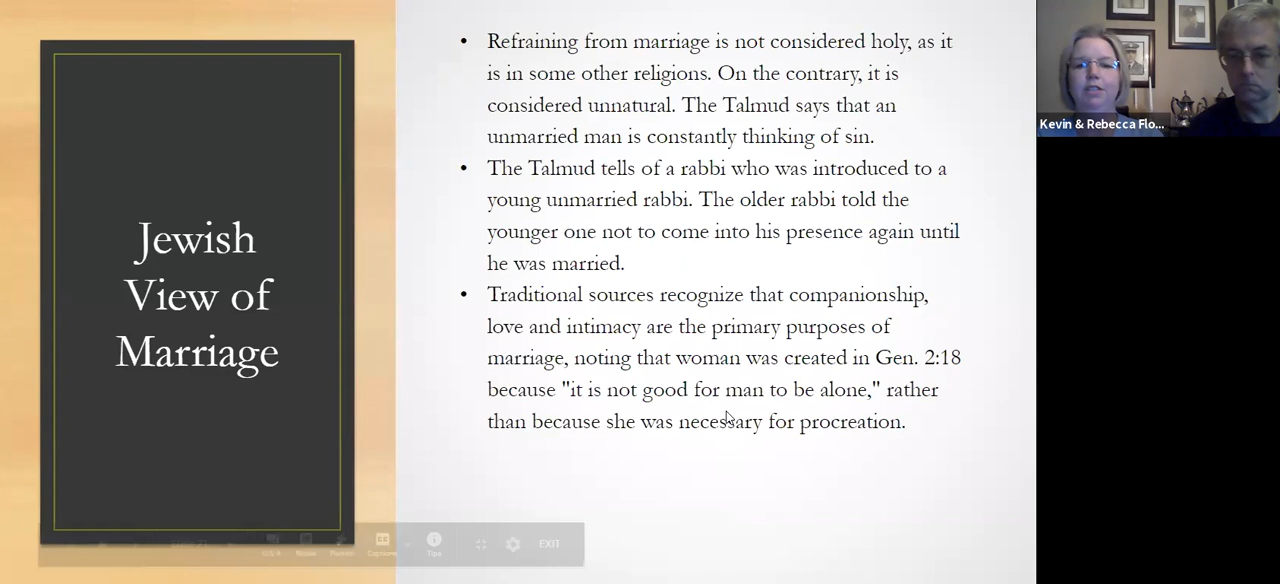 Jewish
View of
Marriage
• Refraining from marriage is not considered holy, as it
is in some other religions. On the contrary, it is
considered unnatural. The Talmud says that an
unmarried man is constantly thinking of sin.
• The Talmud tells of a rabbi who was introduced to a
young unmarried rabbi. The older rabbi told the
younger one not to come into his presence again until
he was married.
• Traditional sources recognize that companionship,
love and intimacy are the primary purposes of
marriage, noting that woman was created in Gen. 2:18
because "it is not good for man to be alone," rather
than because she was necessary for procreation.
Kevin & Rebecca Flo...
Notes Pointer Captions Tips EXIT